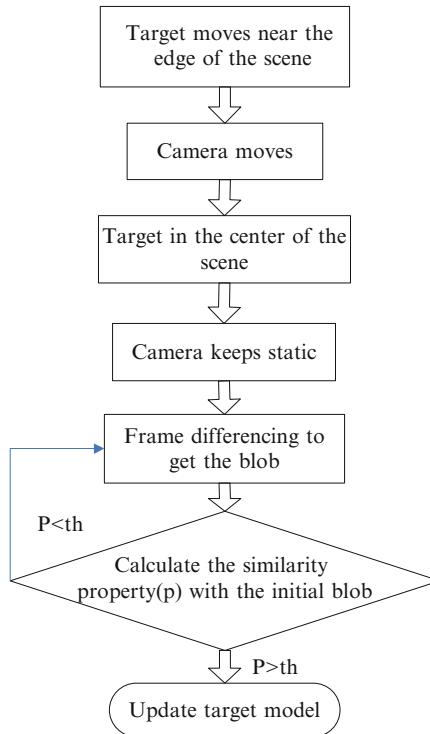 Target moves near the
edge of the scene
Camera moves
Target in the center of the
scene
Camera keeps static
Frame differencing to
get the blob
P<th
Calculate the similarity
property(p) with the initial blob
P>th
Update target model